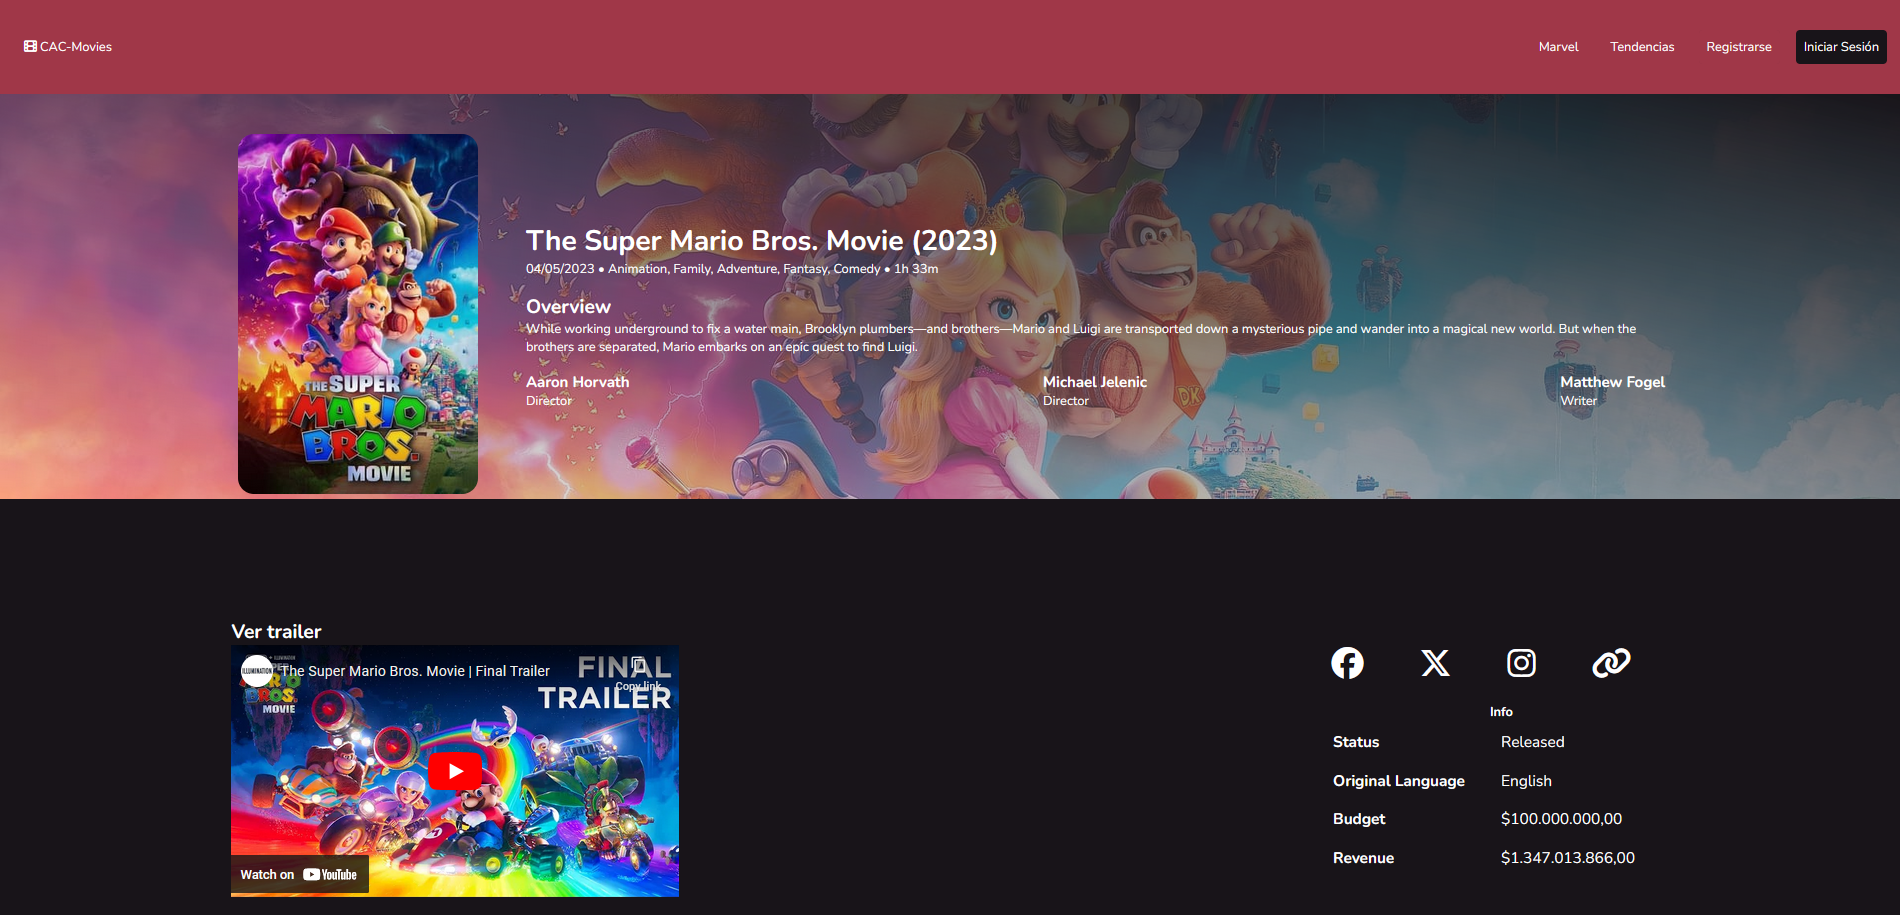 CAC-Movies
Marvel
Tendencias
Registrarse
Iniciar Sesión
THE SUPER
MARIO
BROS.
MOVIE
The Super Mario Bros. Movie (2023)
04/05/2023 • Animation, Family, Adventure, Fantasy, Comedy • 1h 33m
Overview
While working underground to fix a water main, Brooklyn plumbers—and brothers—Mario and Luigi are transported down a mysterious pipe and wander into a magical new world. But when the
brothers are separated, Mario embarks on an epic quest to find Luigi.
Aaron Horvath
Director
Michael Jelenic
Director
Matthew Fogel
Writer
DK
Ver trailer
ILLUMINATION
The Super Mario Bros. Movie | Final Trailer
Copy link
FINAL
TRAILER
BROS.
MOVIE
Watch on YouTube
Info
Status Released
Original Language English
Budget $100.000.000,00
Revenue $1.347.013.866,00